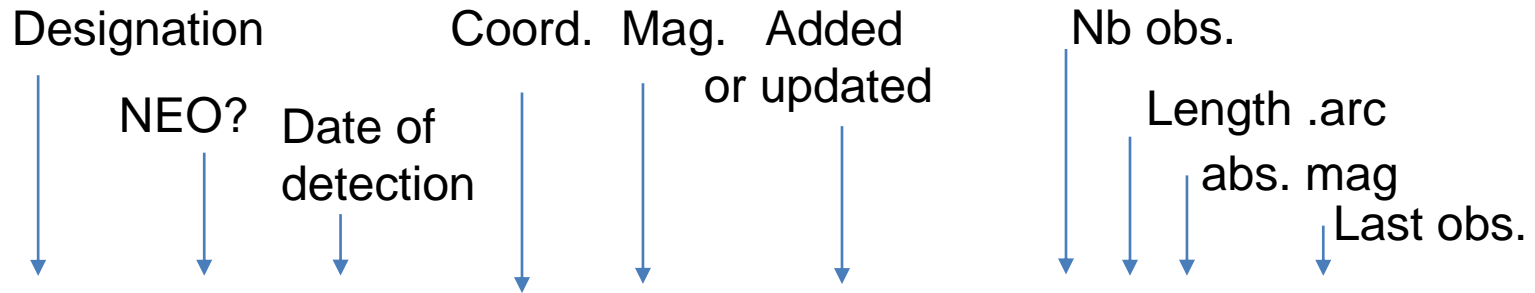 Designation
Coord. Mag. Added
or updated
Nb obs.
NEO?
Date of
detection
Length .arc
abs. mag
Last obs.